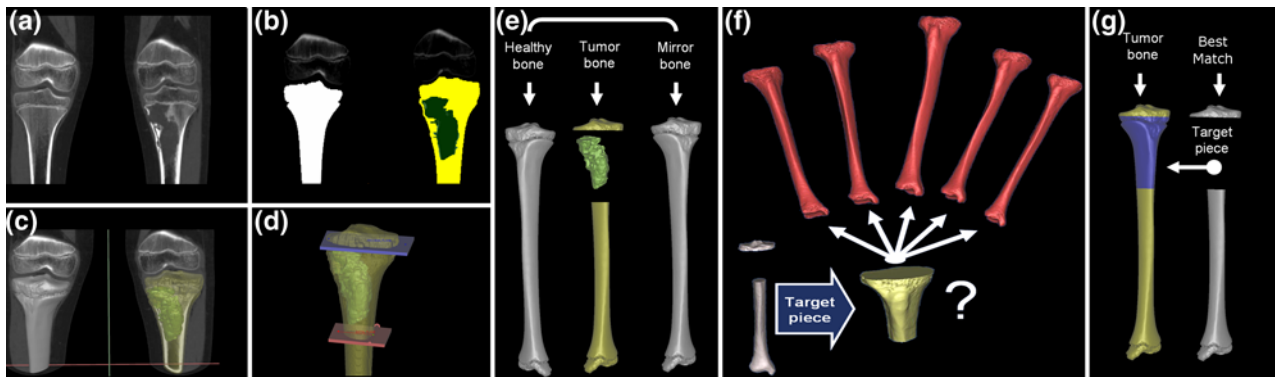 (a)
(b)
(c)
(d)
(e)
Healthy
bone
Tumor
bone
Mirror
bone
(f)
Target
piece
?
(g)
Tumor
bone
Best
Match
Target
piece